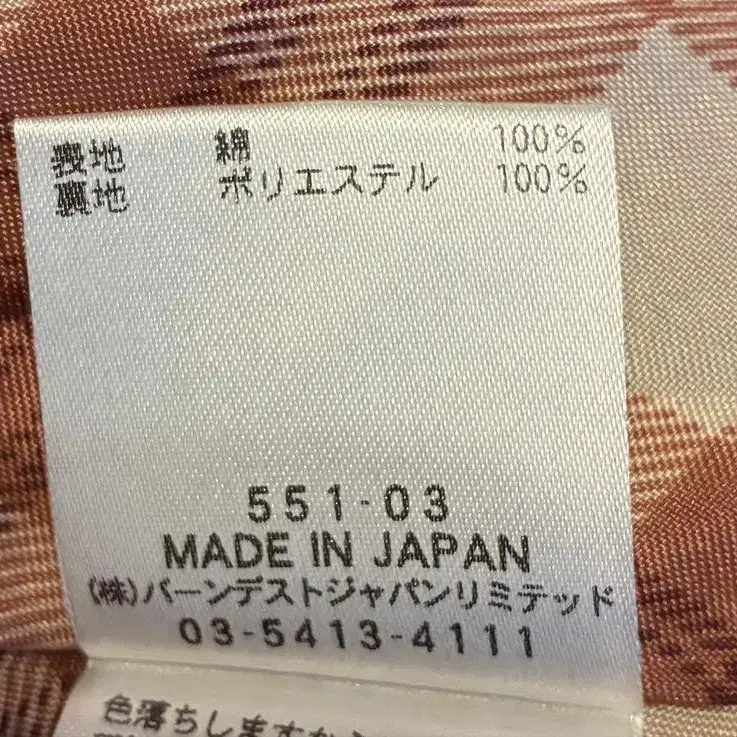 表地 綿 100%
裏地 ポリエステル 100%
551-03
MADE IN JAPAN
(株)バーンデストジャパンリミテッド
03-5413-4111
色落ちしますから